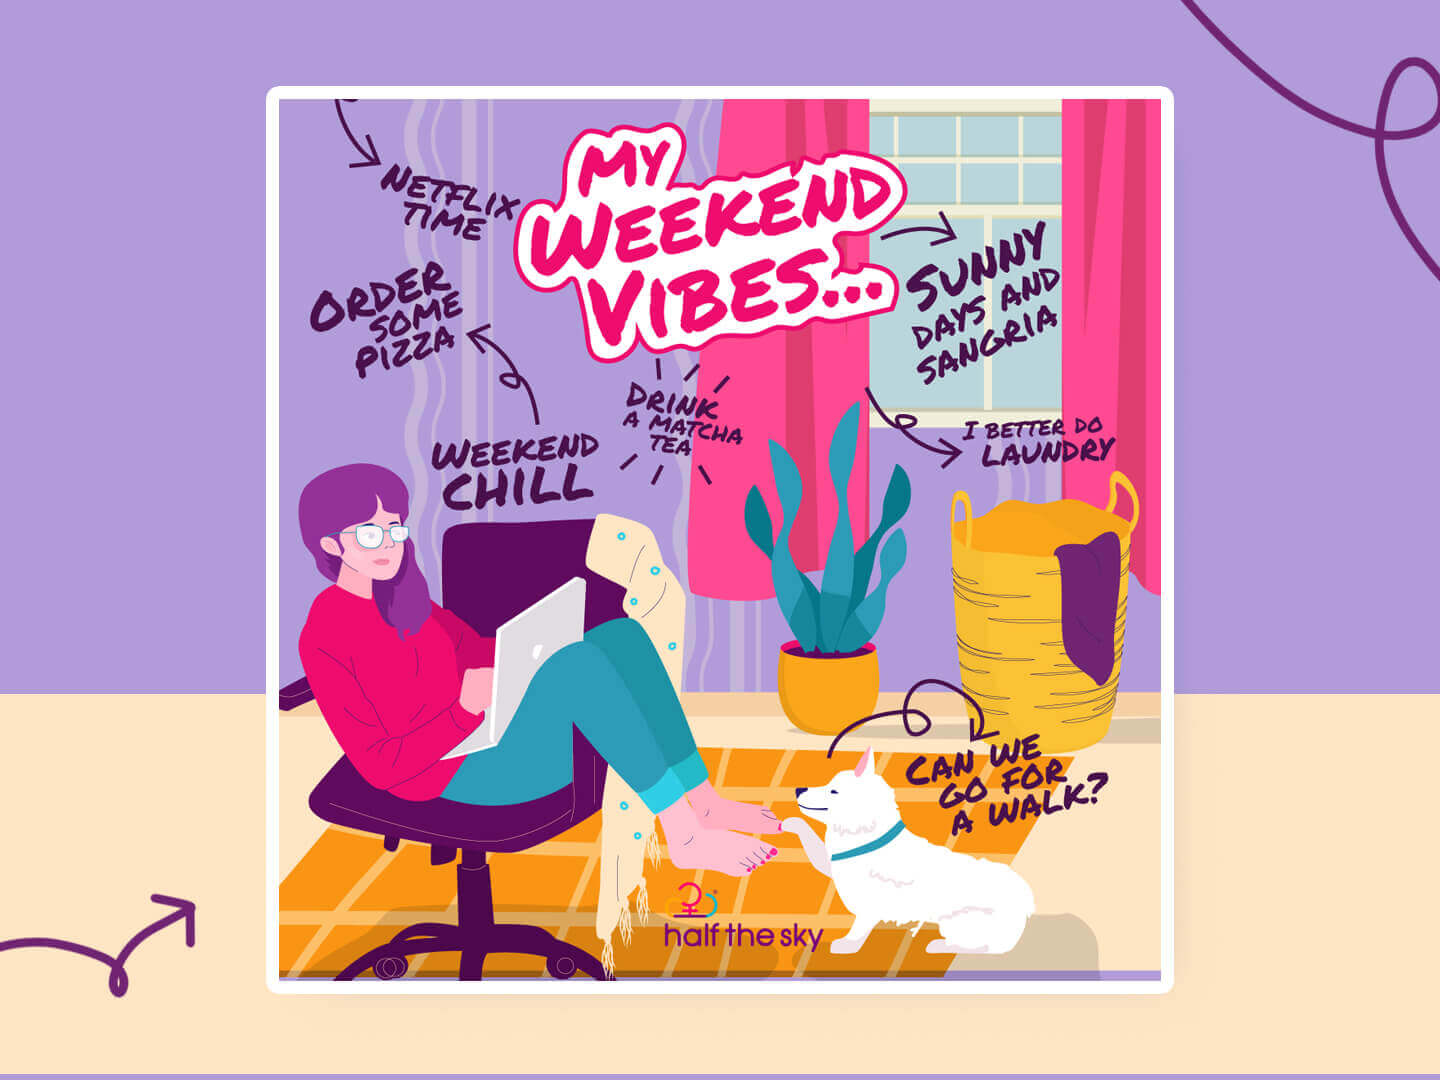 MY
WEEKEND
VIBES...
NETFLIX
TIME
ORDER
SOME
PIZZA
WEEKEND
CHILL
DRINK
A MATCHA
TEA
SUNNY
DAYS AND
SANGRIA
I BETTER DO
LAUNDRY
CAN WE
GO FOR
A WALK?
half the sky